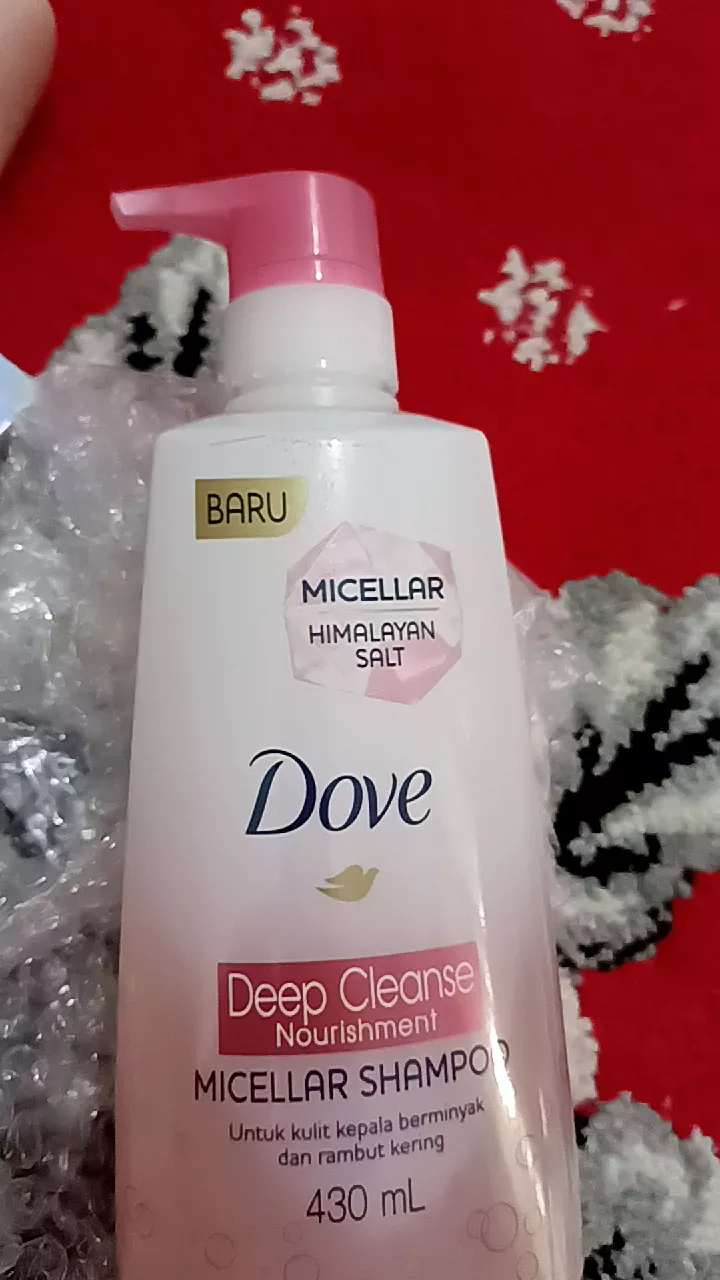 BARU
MICELLAR
HIMALAYAN
SALT
Dove
Deep Cleanse
Nourishment
MICELLAR SHAMPOO
Untuk kulit kepala berminyak
dan rambut kering
430 mL